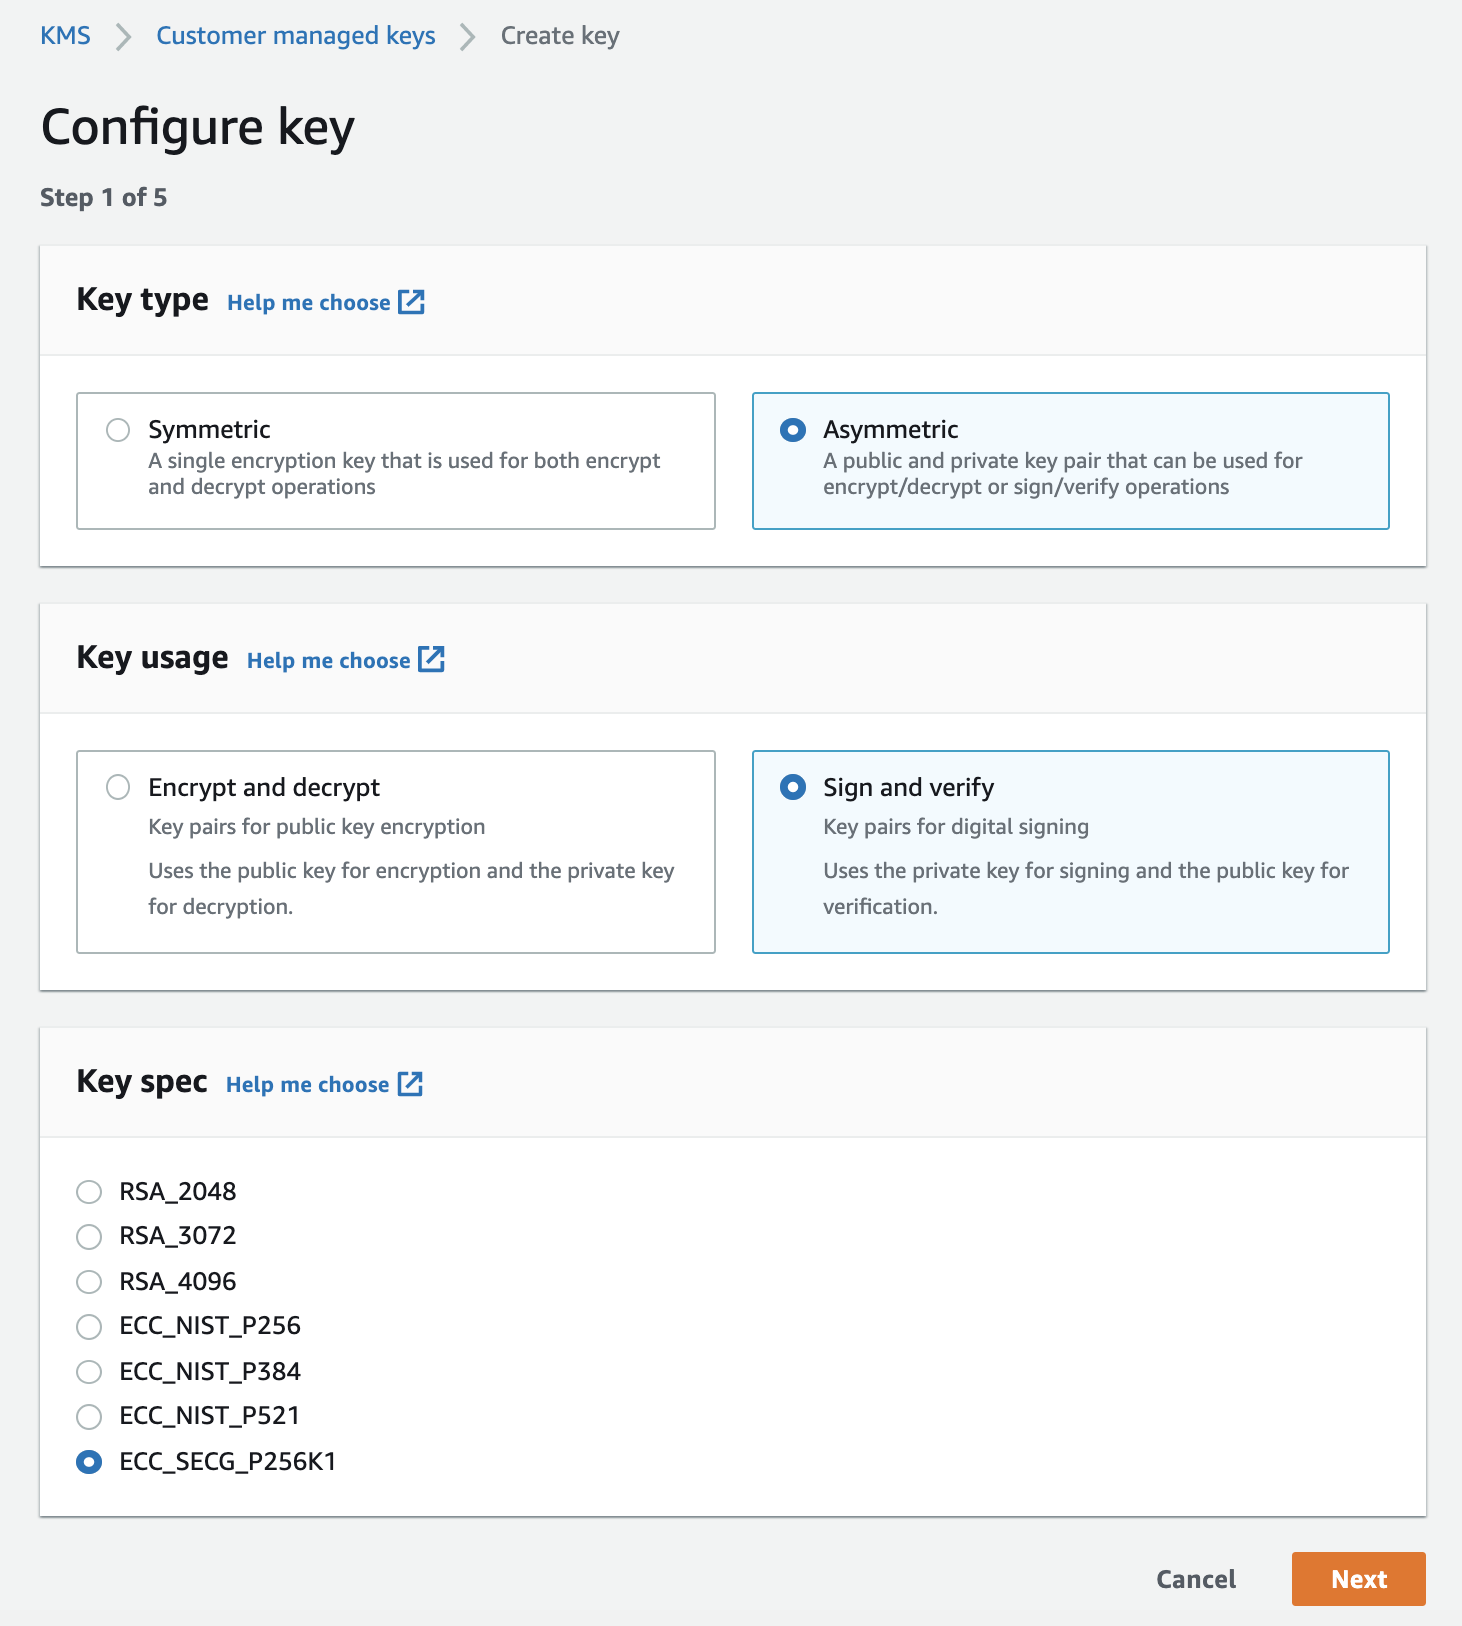 KMS Customer managed keys Create key
Configure key
Step 1 of 5
Key type Help me choose
Symmetric
A single encryption key that is used for both encrypt
and decrypt operations
Asymmetric
A public and private key pair that can be used for
encrypt/decrypt or sign/verify operations
Key usage Help me choose
Encrypt and decrypt
Key pairs for public key encryption
Uses the public key for encryption and the private key
for decryption.
Sign and verify
Key pairs for digital signing
Uses the private key for signing and the public key for
verification.
Key spec Help me choose
RSA_2048
RSA_3072
RSA_4096
ECC_NIST_P256
ECC_NIST_P384
ECC_NIST_P521
ECC_SECG_P256K1
Cancel Next